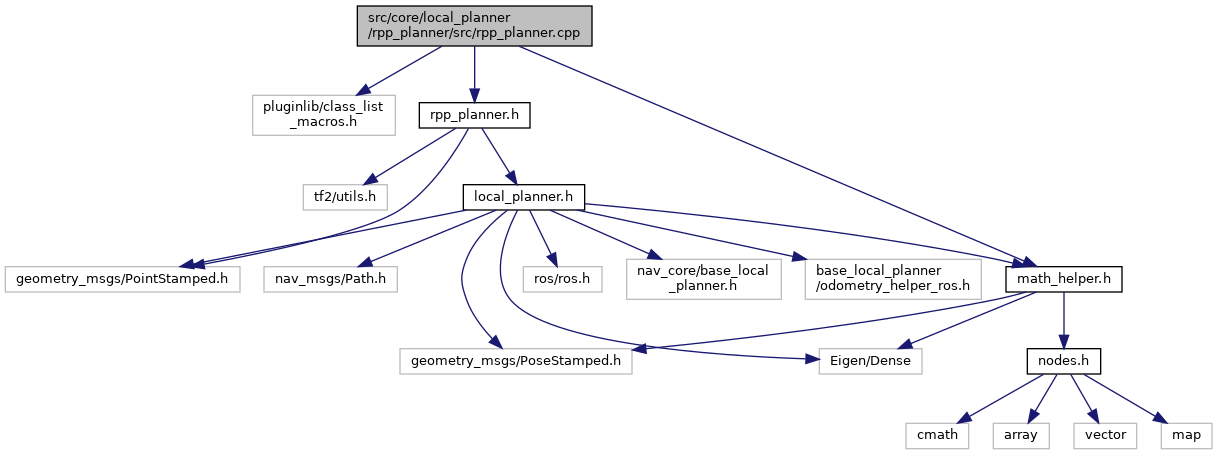 src/core/local_planner
/rpp_planner/src/rpp_planner.cpp
pluginlib/class_list
_macros.h
rpp_planner.h
tf2/utils.h
local_planner.h
geometry_msgs/PointStamped.h
nav_msgs/Path.h
ros/ros.h
nav_core/base_local
_planner.h
base_local_planner
/odometry_helper_ros.h
math_helper.h
geometry_msgs/PoseStamped.h
Eigen/Dense
nodes.h
cmath
array
vector
map